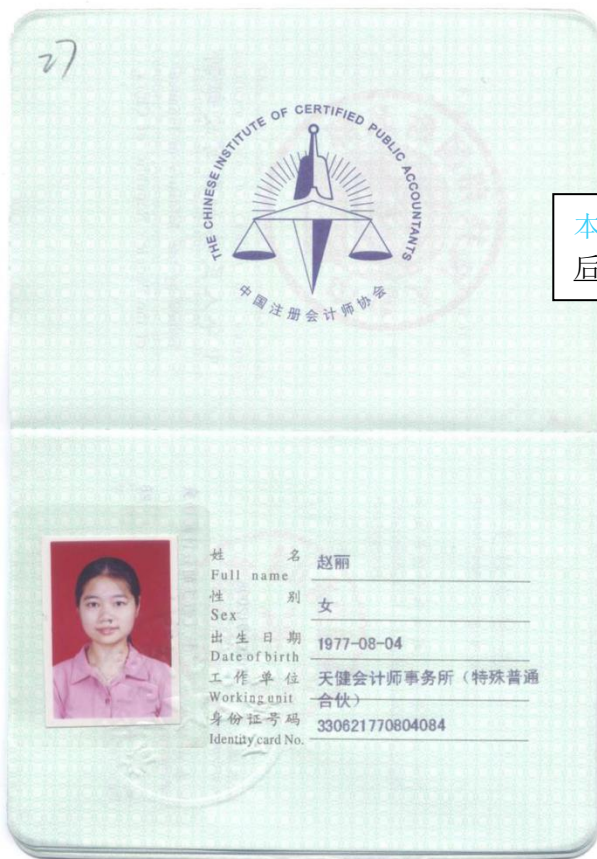 27
THE CHINESE INSTITUTE OF CERTIFIED PUBLIC ACCOUNTANTS
中国注册会计师协会
本
后
姓 名 赵丽
Full name
性 别 女
Sex
出生日期 1977-08-04
Date of birth
工作单位 天健会计师事务所（特殊普通
Working unit 合伙）
身份证号码 330621770804084
Identity card No.